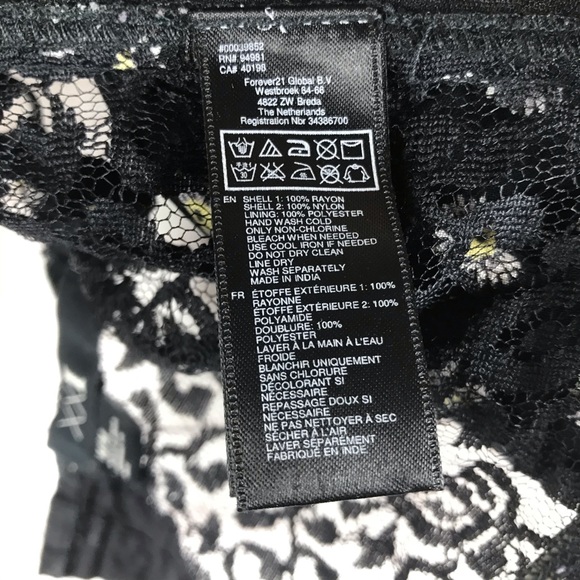 #00039852
RN#: 94981
CA# 40198
Forever21 Global B.V.
Westbroek 64-66
4822 ZW Breda
The Netherlands
Registration Nbr 34386700
EN SHELL 1: 100% RAYON
SHELL 2: 100% NYLON
LINING: 100% POLYESTER
HAND WASH COLD
ONLY NON-CHLORINE
BLEACH WHEN NEEDED
USE COOL IRON IF NEEDED
DO NOT DRY CLEAN
LINE DRY
WASH SEPARATELY
MADE IN INDIA
FR ÉTOFFE EXTÉRIEURE 1: 100%
RAYONNE
ÉTOFFE EXTÉRIEURE 2: 100%
POLYAMIDE
DOUBLURE: 100%
POLYESTER
LAVER À LA MAIN À L'EAU
FROIDE
BLANCHIR UNIQUEMENT
SANS CHLORURE
DÉCOLORANT SI
NÉCESSAIRE
REPASSAGE DOUX SI
NÉCESSAIRE
NE PAS NETTOYER À SEC
SÉCHER À L'AIR
LAVER SÉPARÉMENT
FABRIQUÉ EN INDE